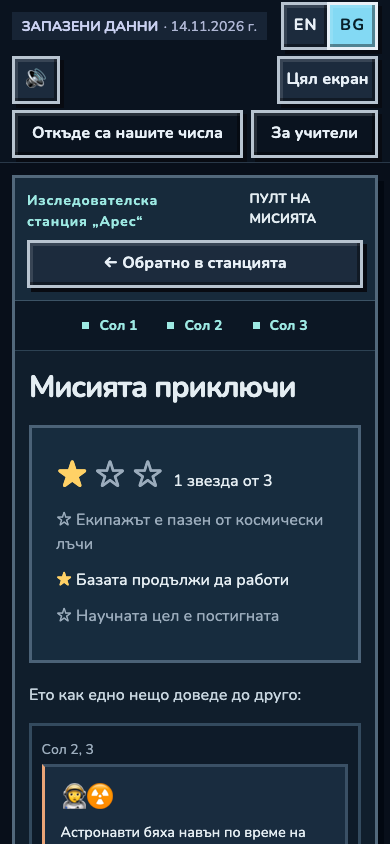 ЗАПАЗЕНИ ДАННИ · 14.11.2026 г.
EN BG
Цял екран
Откъде са нашите числа
За учители
Изследователска
станция „Арес“
ПУЛТ НА
МИСИЯТА
← Обратно в станцията
Сол 1 Сол 2 Сол 3
Мисията приключи
1 звезда от 3
Екипажът е пазен от космически
лъчи
Базата продължи да работи
Научната цел е постигната
Ето как едно нещо доведе до друго:
Сол 2, 3
Астронавти бяха навън по време на